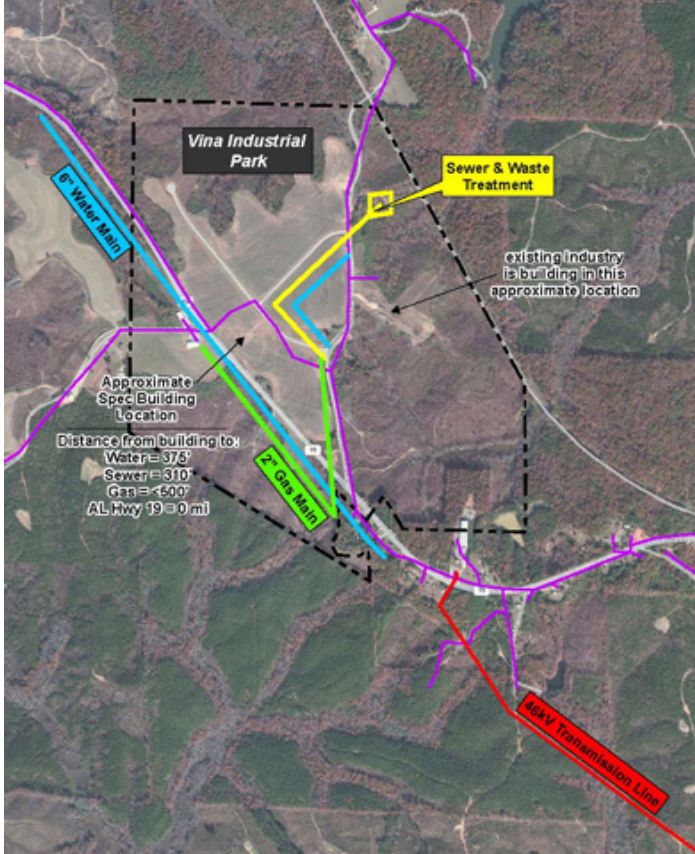 Vina Industrial
Park
Sewer & Waste
Treatment
6" Water Main
existing industry
is building in this
approximate location
Approximate
Spec Building
Location
Distance from building to:
Water = 375'
Sewer = 310'
Gas = <500'
AL Hwy 19 = 0 mi
19
2" Gas Main
46kV Transmission Line